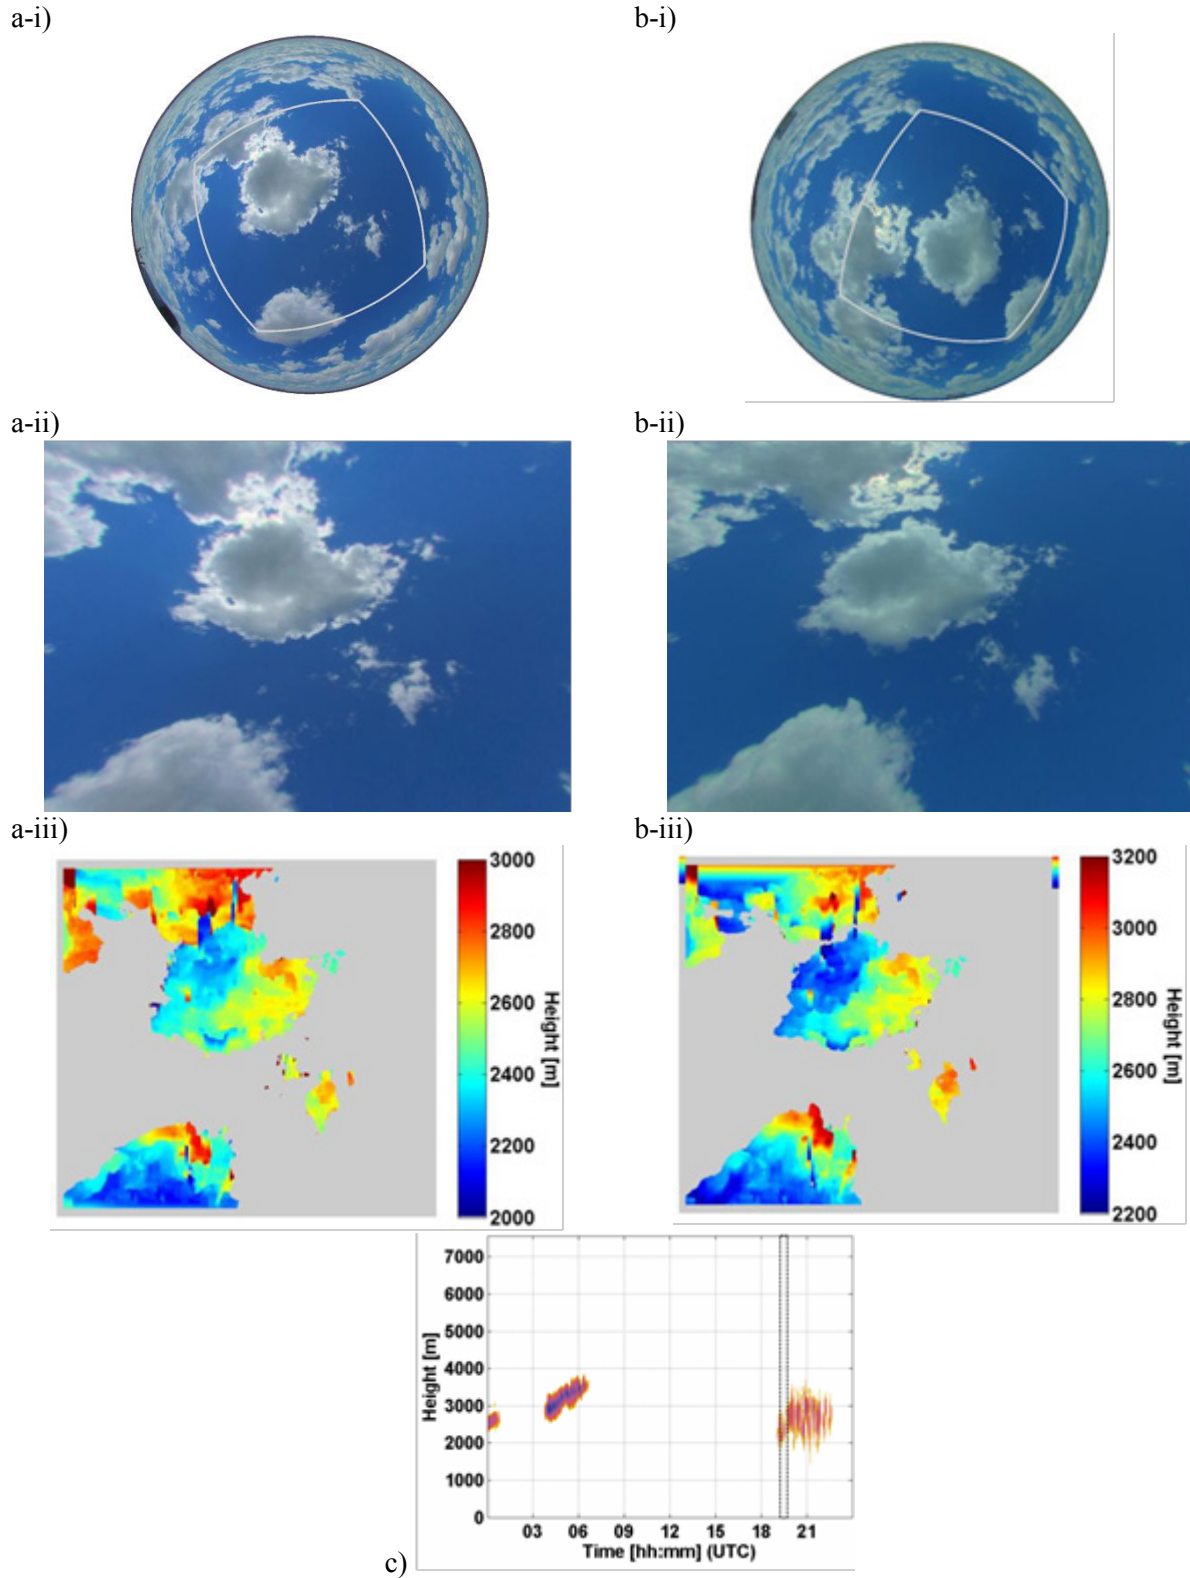 a-i)
b-i)
a-ii)
b-ii)
a-iii)
b-iii)
3000
2800
2600
2400
2200
2000
Height [m]
3200
3000
2800
2600
2400
2200
Height [m]
7000
6000
5000
4000
3000
2000
1000
0
Height [m]
03 06 09 12 15 18 21
Time [hh:mm] (UTC)
c)